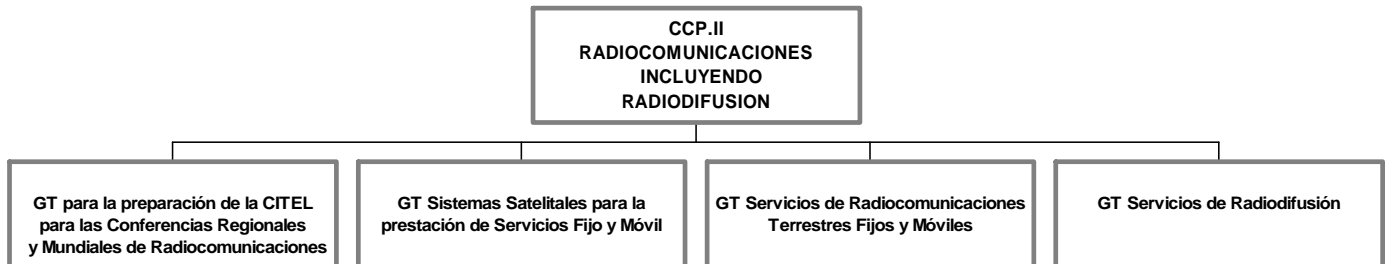 CCP.II
RADIOCOMUNICACIONES
INCLUYENDO
RADIODIFUSION
GT para la preparación de la CITEL
para las Conferencias Regionales
y Mundiales de Radiocomunicaciones
GT Sistemas Satelitales para la
prestación de Servicios Fijo y Móvil
GT Servicios de Radiocomunicaciones
Terrestres Fijos y Móviles
GT Servicios de Radiodifusión